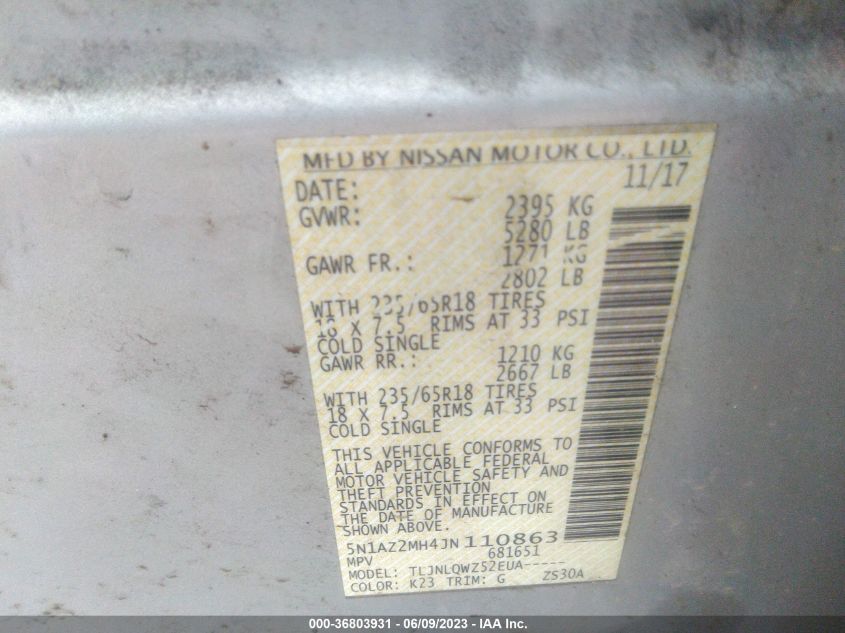 MFD BY NISSAN MOTOR CO., LTD.
DATE: 11/17
GVWR: 2395 KG
5280 LB
GAWR FR.: 1271 KG
2802 LB
WITH 235/65R18 TIRES
18 X 7.5 RIMS AT 33 PSI
COLD SINGLE
GAWR RR.: 1210 KG
2667 LB
WITH 235/65R18 TIRES
18 X 7.5 RIMS AT 33 PSI
COLD SINGLE
THIS VEHICLE CONFORMS TO
ALL APPLICABLE FEDERAL
MOTOR VEHICLE SAFETY AND
THEFT PREVENTION
STANDARDS IN EFFECT ON
THE DATE OF MANUFACTURE
SHOWN ABOVE.
5N1AZ2MH4JN110863
MPV 681651
MODEL: TLJNLQWZ52EUA-----
COLOR: K23 TRIM: G ZS30A
000-36803931 - 06/09/2023 - IAA Inc.